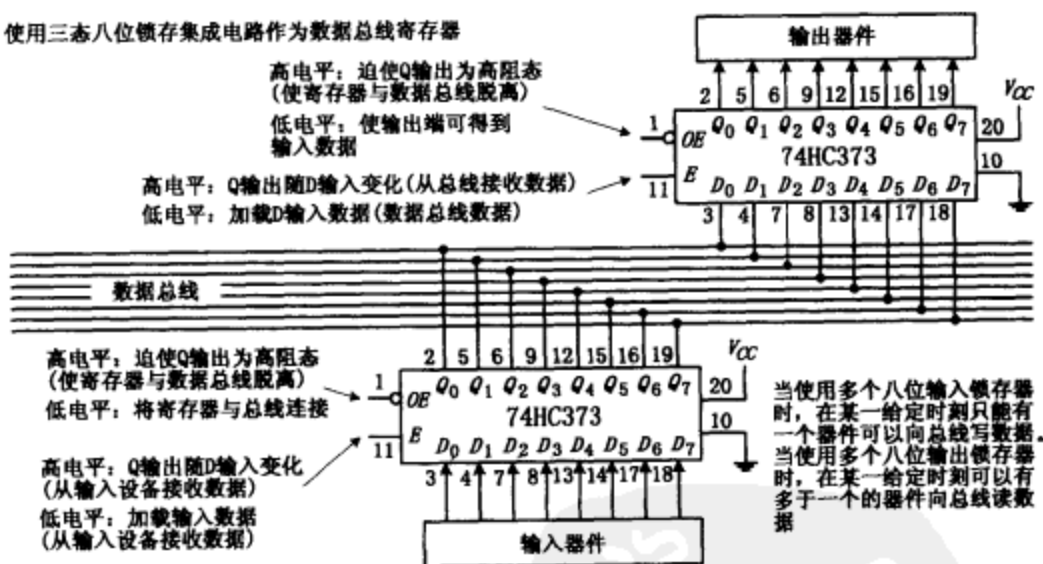 使用三态八位锁存集成电路作为数据总线寄存器
输出器件
高电平：迫使Q输出为高阻态
(使寄存器与数据总线脱离)
低电平：使输出端可得到
输入数据
高电平：Q输出随D输入变化(从总线接收数据)
低电平：加载D输入数据(数据总线数据)
2 5 6 9 12 15 16 19
VCC
1 OE Q0 Q1 Q2 Q3 Q4 Q5 Q6 Q7 20
74HC373
11 E D0 D1 D2 D3 D4 D5 D6 D7 10
3 4 7 8 13 14 17 18
数据总线
高电平：迫使Q输出为高阻态
(使寄存器与数据总线脱离)
低电平：将寄存器与总线连接
高电平：Q输出随D输入变化
(从输入设备接收数据)
低电平：加载输入数据
(从输入设备接收数据)
2 5 6 9 12 15 16 19
VCC
1 OE Q0 Q1 Q2 Q3 Q4 Q5 Q6 Q7 20
74HC373
11 E D0 D1 D2 D3 D4 D5 D6 D7 10
3 4 7 8 13 14 17 18
输入器件
当使用多个八位输入锁存器
时，在某一给定时刻只能有
一个器件可以向总线写数据。
当使用多个八位输出锁存器
时，在某一给定时刻可以有
多于一个的器件向总线读数
据